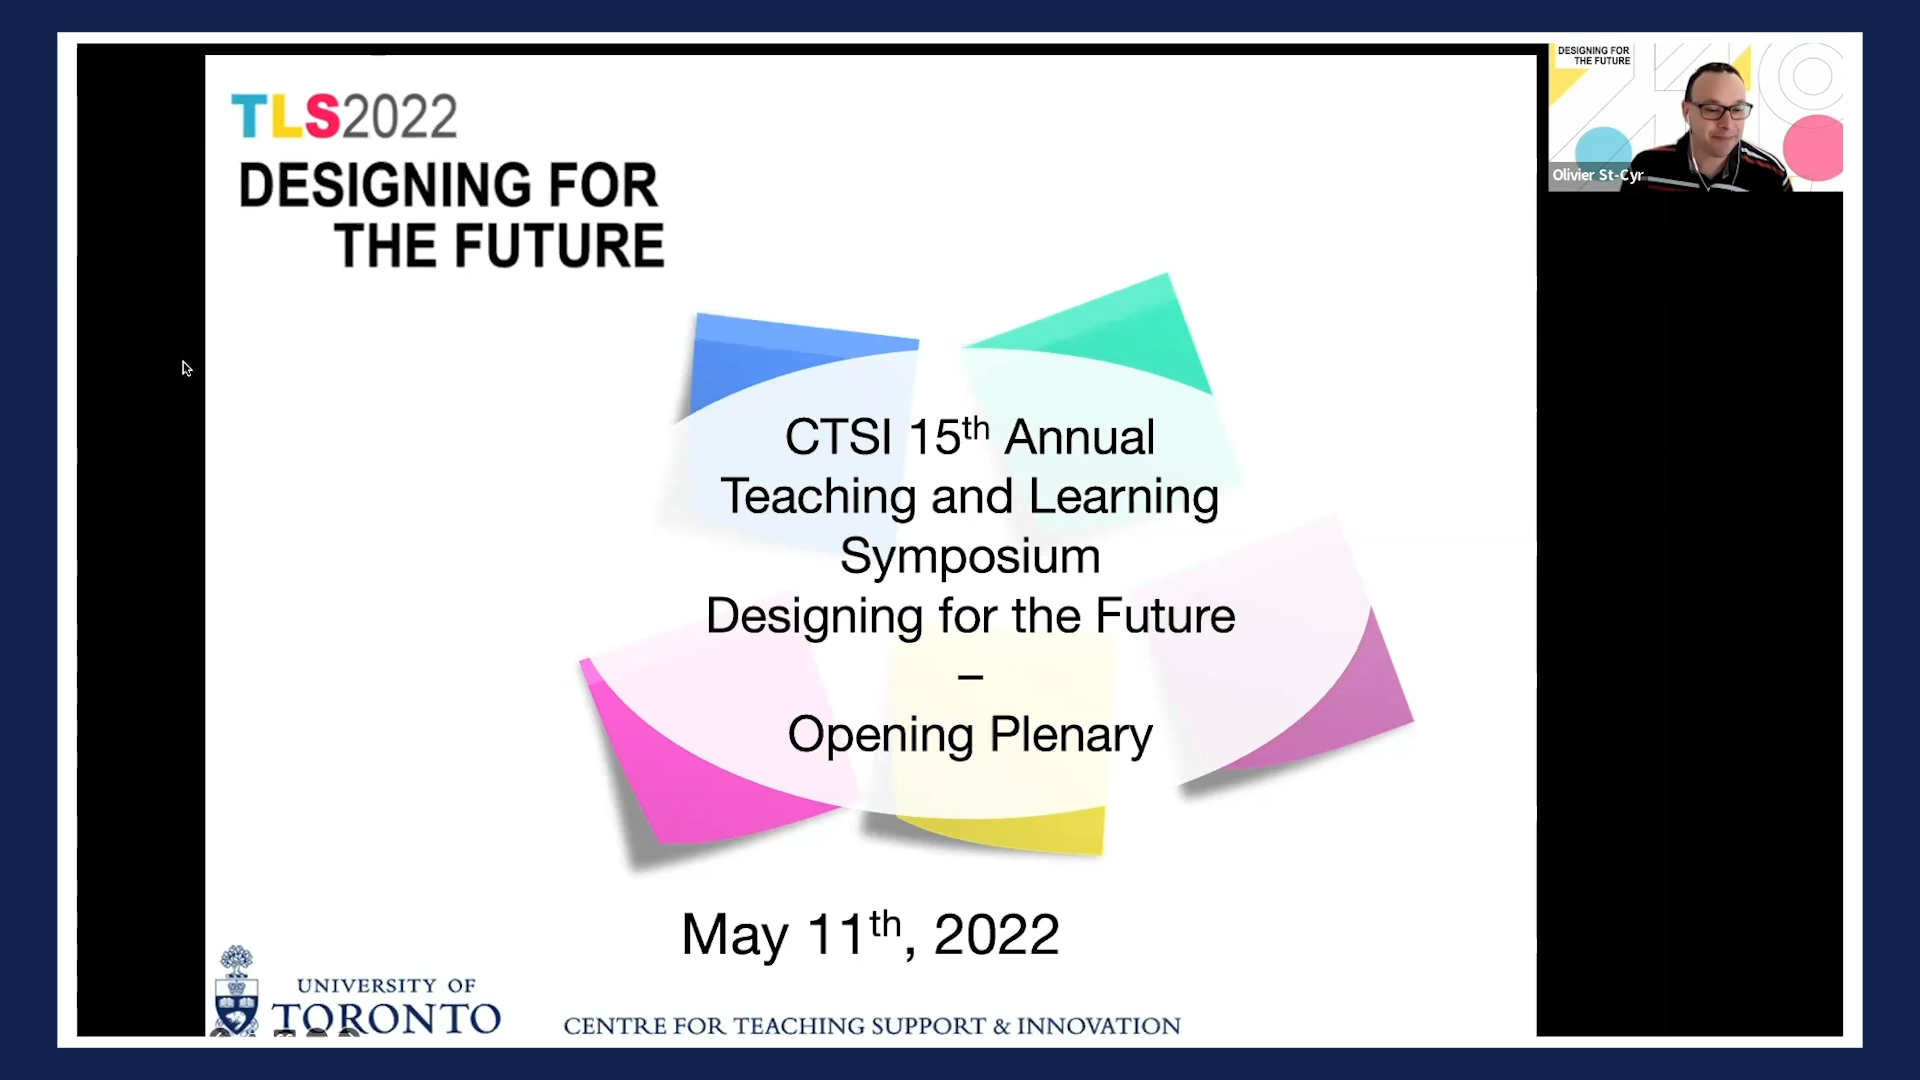 TLS2022
DESIGNING FOR
THE FUTURE
CTSI 15th Annual
Teaching and Learning
Symposium
Designing for the Future
–
Opening Plenary
May 11th, 2022
UNIVERSITY OF
TORONTO
CENTRE FOR TEACHING SUPPORT & INNOVATION
DESIGNING FOR
THE FUTURE
Olivier St-Cyr